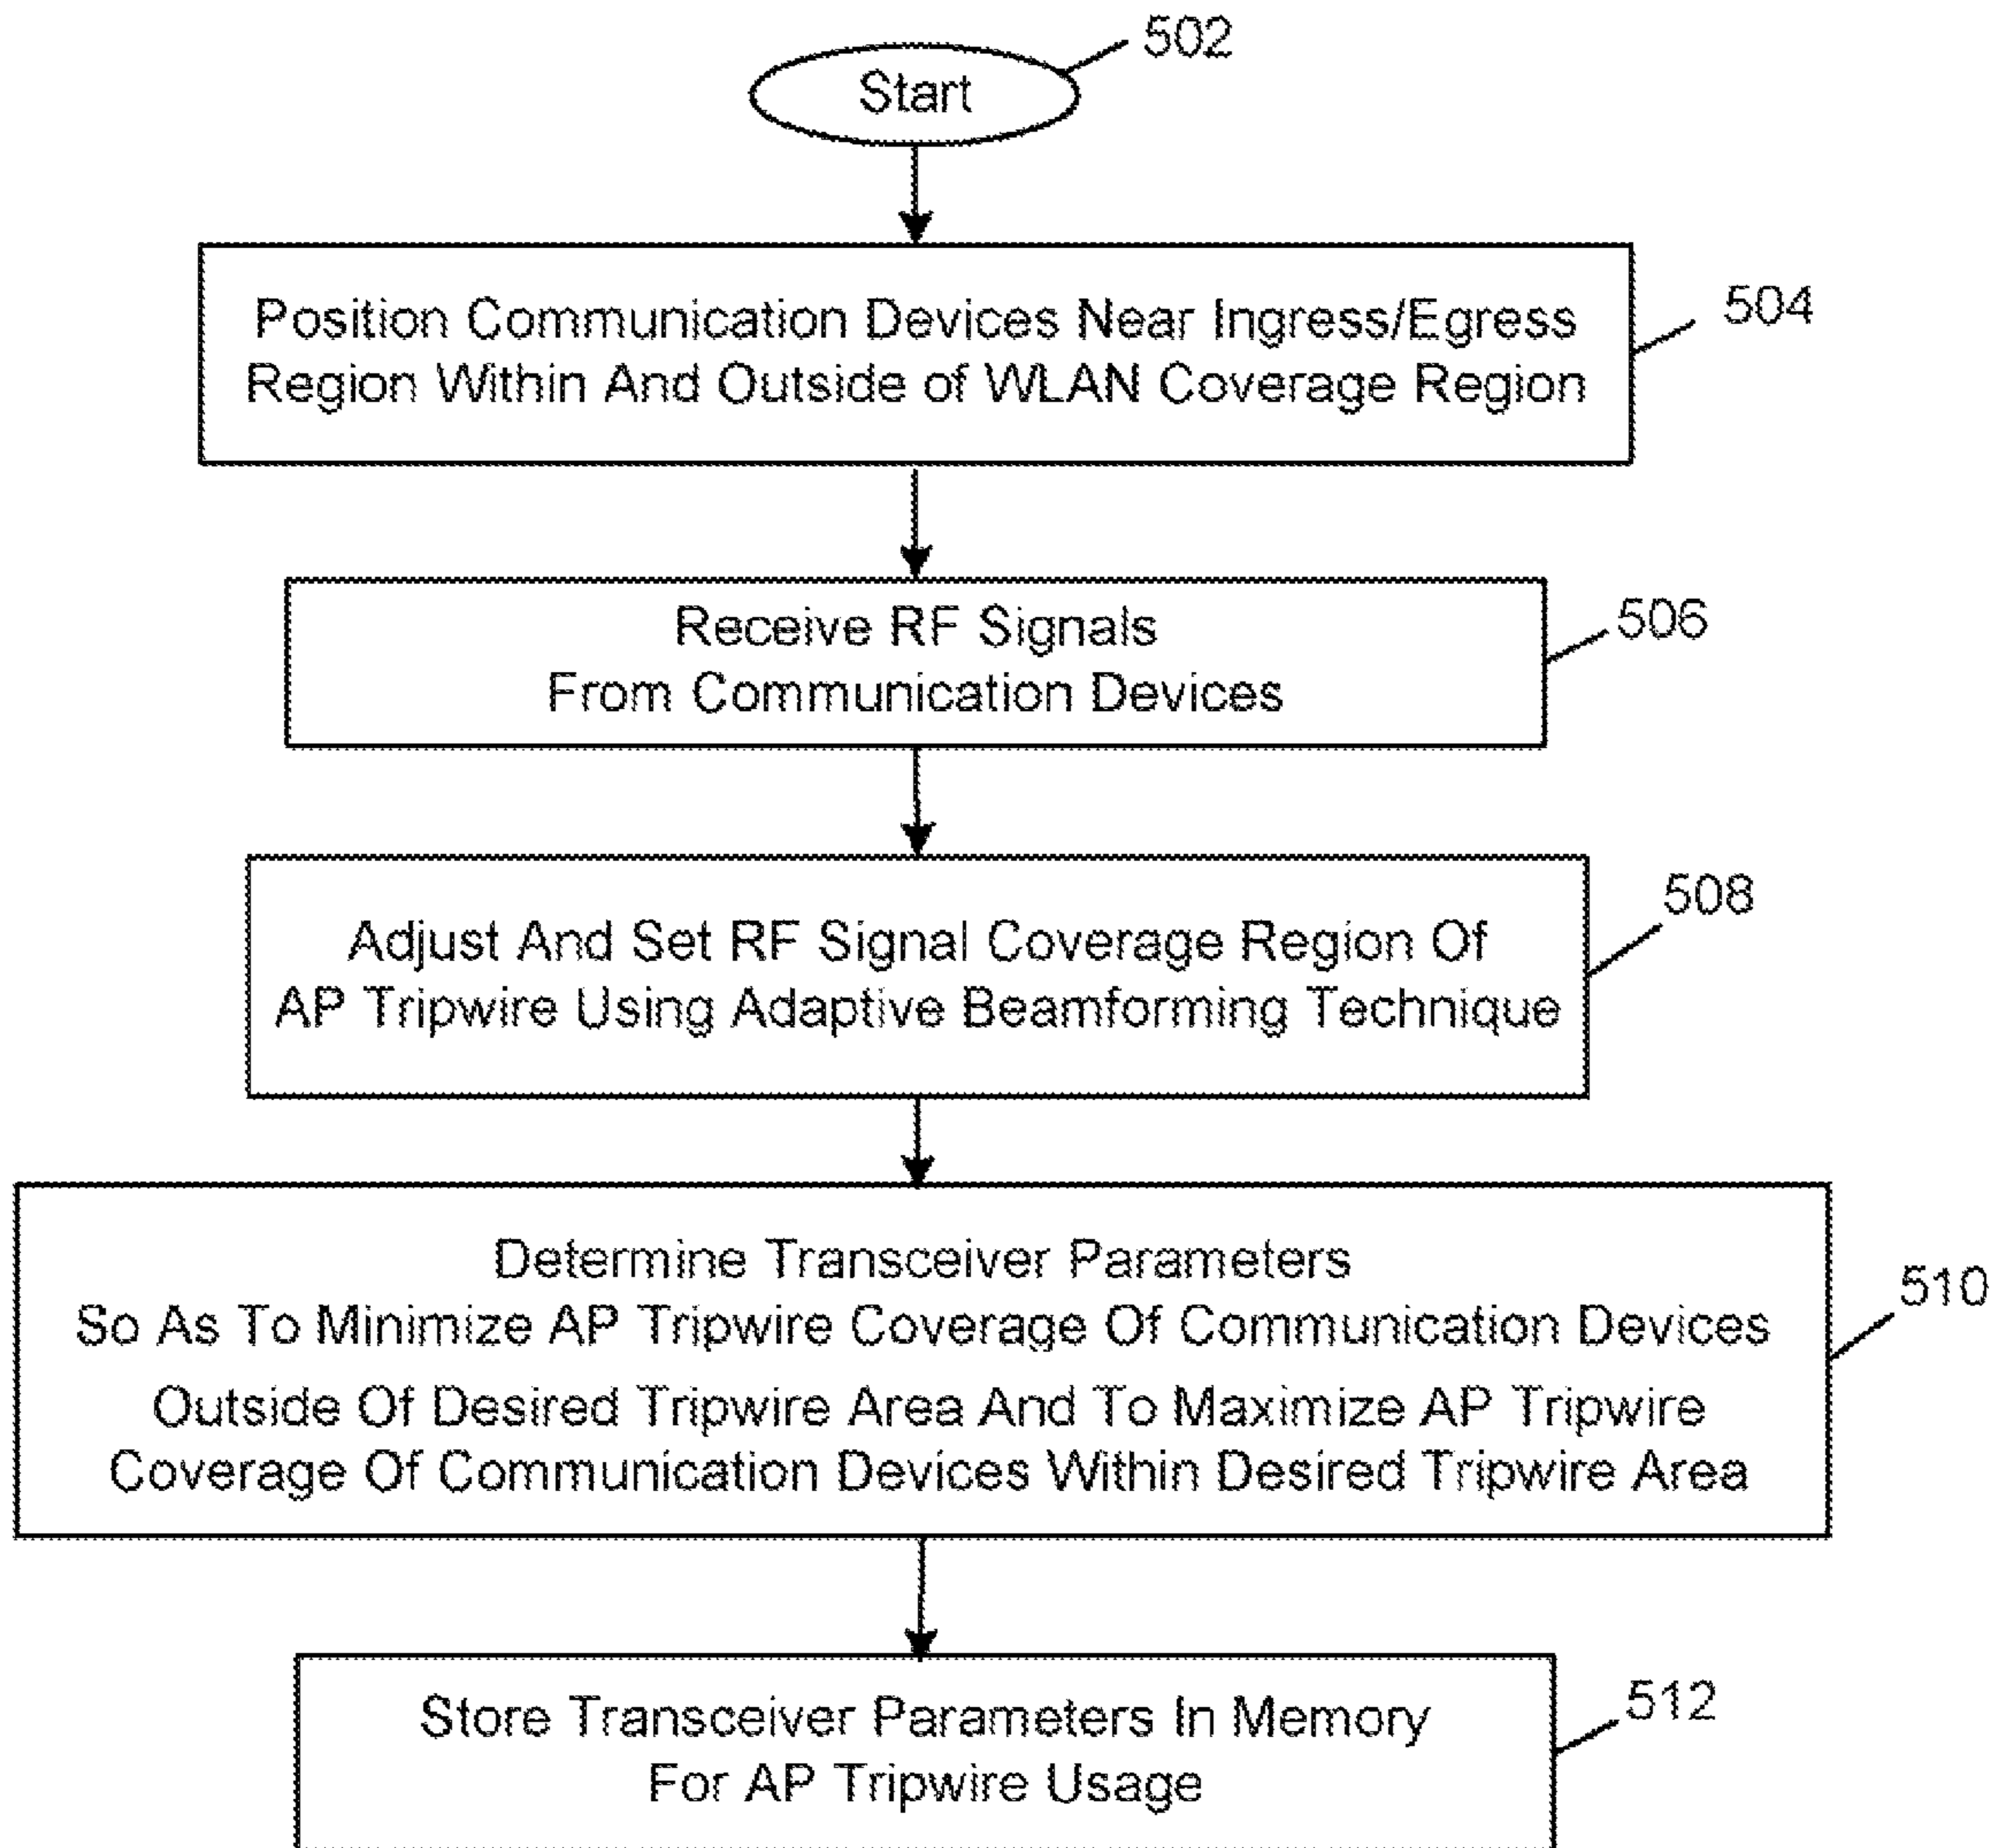 502
Start
Position Communication Devices Near Ingress/Egress
Region Within And Outside of WLAN Coverage Region
504
Receive RF Signals
From Communication Devices
506
Adjust And Set RF Signal Coverage Region Of
AP Tripwire Using Adaptive Beamforming Technique
508
Determine Transceiver Parameters
So As To Minimize AP Tripwire Coverage Of Communication Devices
Outside Of Desired Tripwire Area And To Maximize AP Tripwire
Coverage Of Communication Devices Within Desired Tripwire Area
510
Store Transceiver Parameters In Memory
For AP Tripwire Usage
512